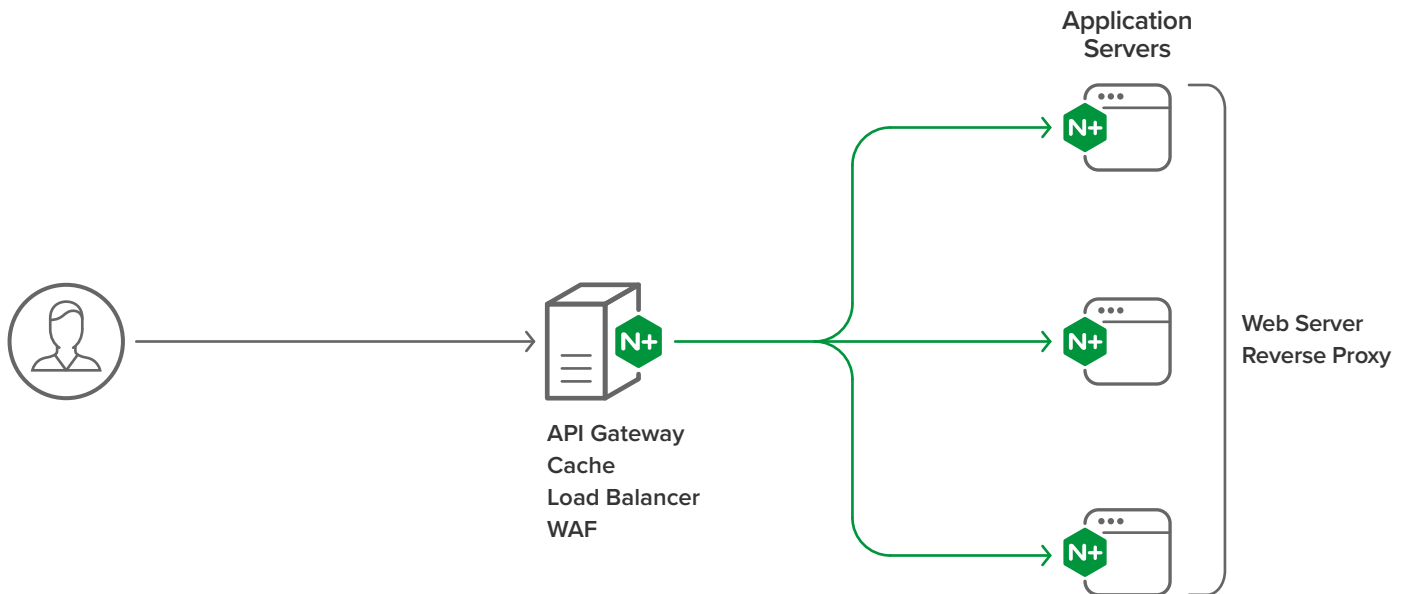 Application
Servers
N+
N+
N+
Web Server
Reverse Proxy
API Gateway
Cache
Load Balancer
WAF
N+